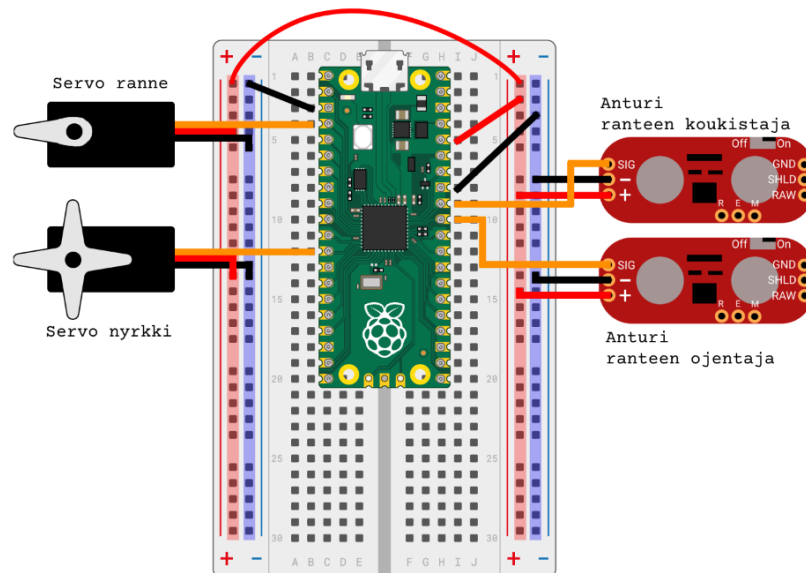 + − A B C D E F G H I J + −
1 1
Servo ranne
5 5
Anturi
ranteen koukistaja
Off On
SIG GND
− SHLD
+ RAW
R E M
10 10
Off On
SIG GND
− SHLD
+ RAW
R E M
Servo nyrkki
15 15
Anturi
ranteen ojentaja
20 20
25 25
30 30
+ − A B C D E F G H I J + −